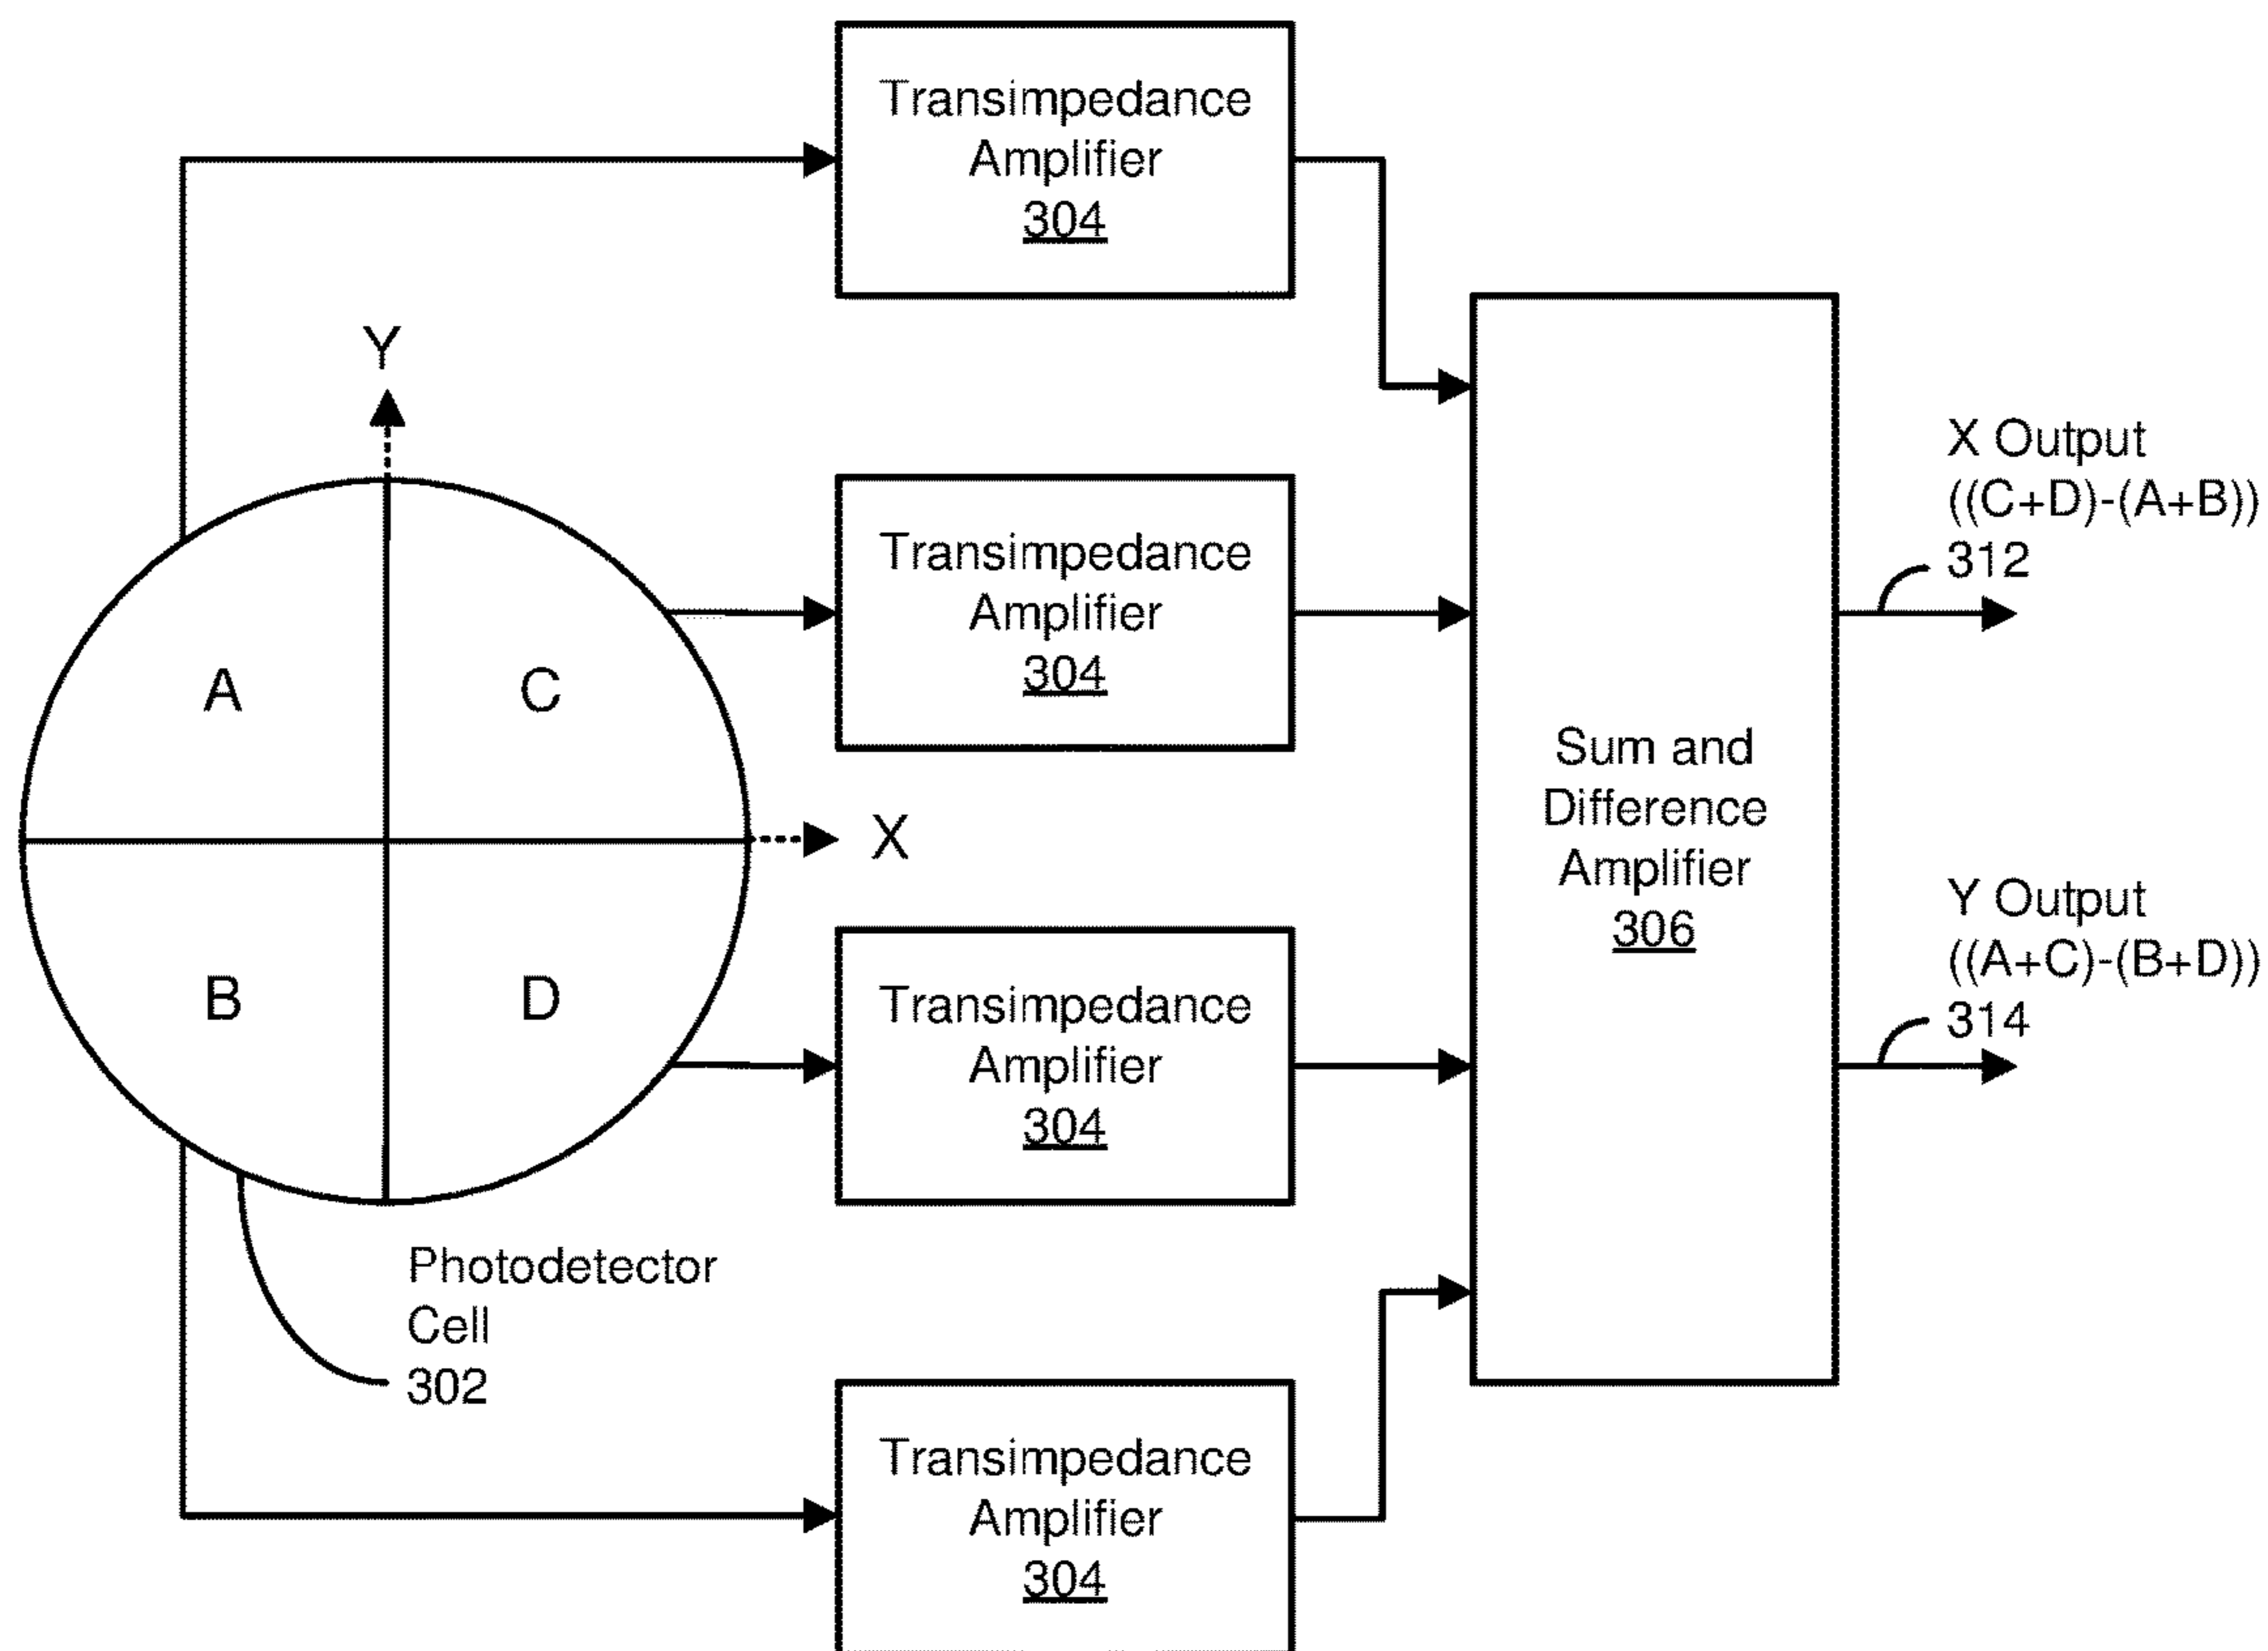 Transimpedance
Amplifier
304
Y
X Output
((C+D)-(A+B))
312
Transimpedance
Amplifier
304
A
C
X
Sum and
Difference
Amplifier
306
Y Output
((A+C)-(B+D))
314
B
D
Transimpedance
Amplifier
304
Photodetector
Cell
302
Transimpedance
Amplifier
304